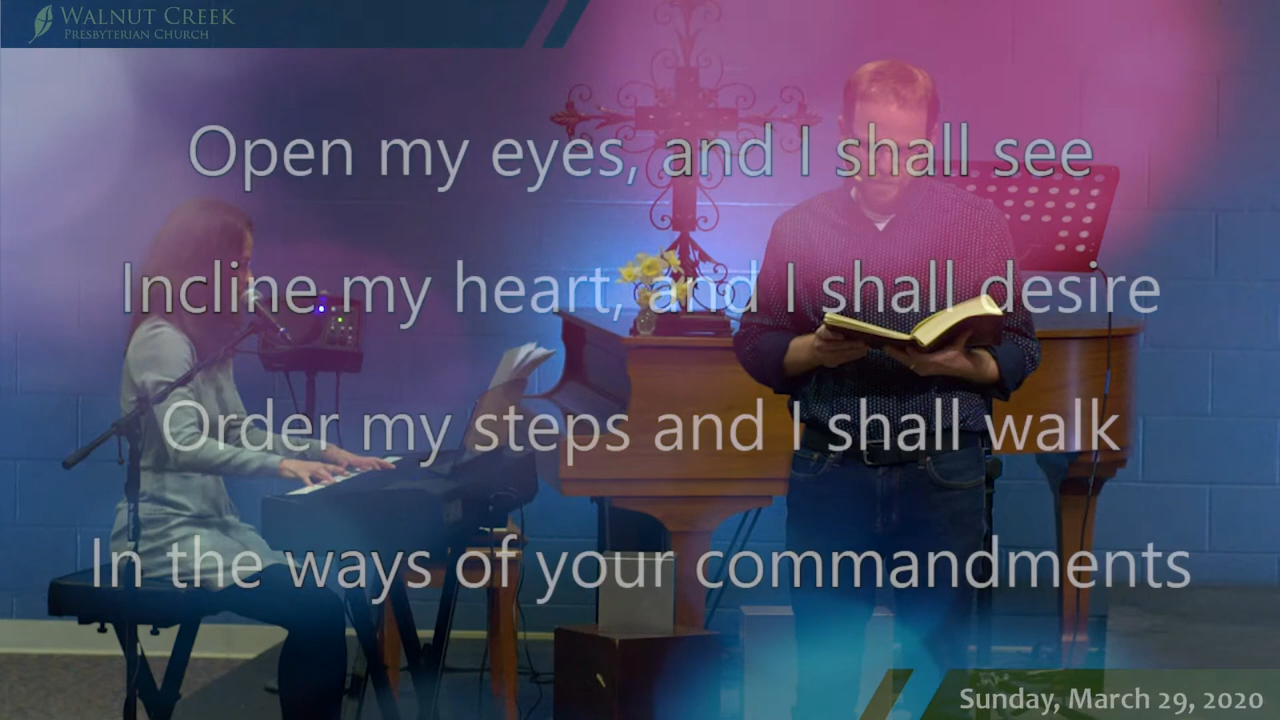 WALNUT CREEK
PRESBYTERIAN CHURCH
Open my eyes, and I shall see
Incline my heart, and I shall desire
Order my steps and I shall walk
In the ways of your commandments
Sunday, March 29, 2020